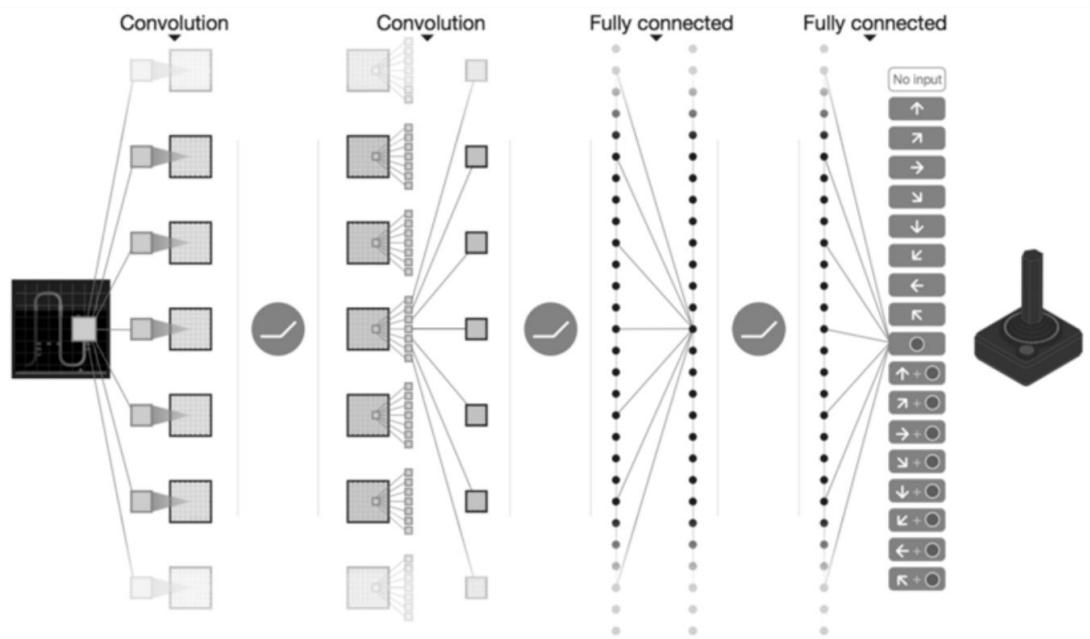 Convolution
Convolution
Fully connected
Fully connected
No input
+
+
+
+
+
+
+
+